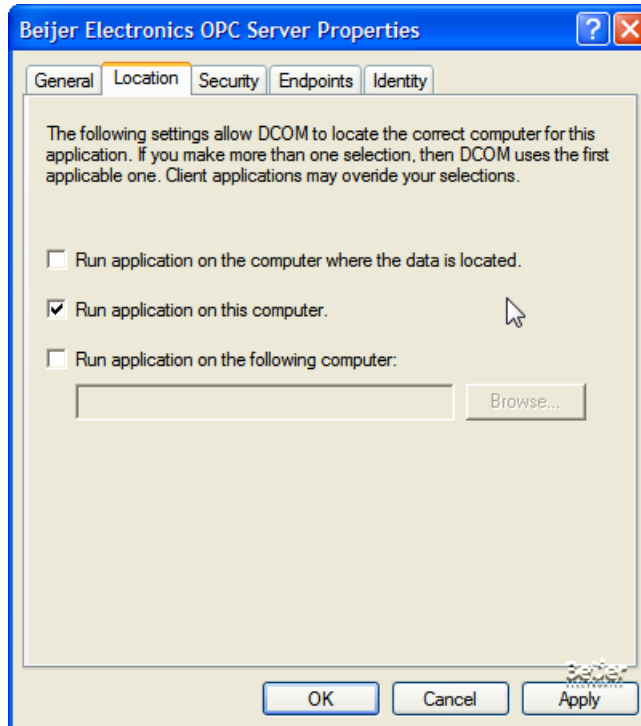 Beijer Electronics OPC Server Properties
?
General Location Security Endpoints Identity
The following settings allow DCOM to locate the correct computer for this
application. If you make more than one selection, then DCOM uses the first
applicable one. Client applications may overide your selections.
Run application on the computer where the data is located.
Run application on this computer.
Run application on the following computer:
Browse...
Beijer
ELECTRONICS
OK Cancel Apply